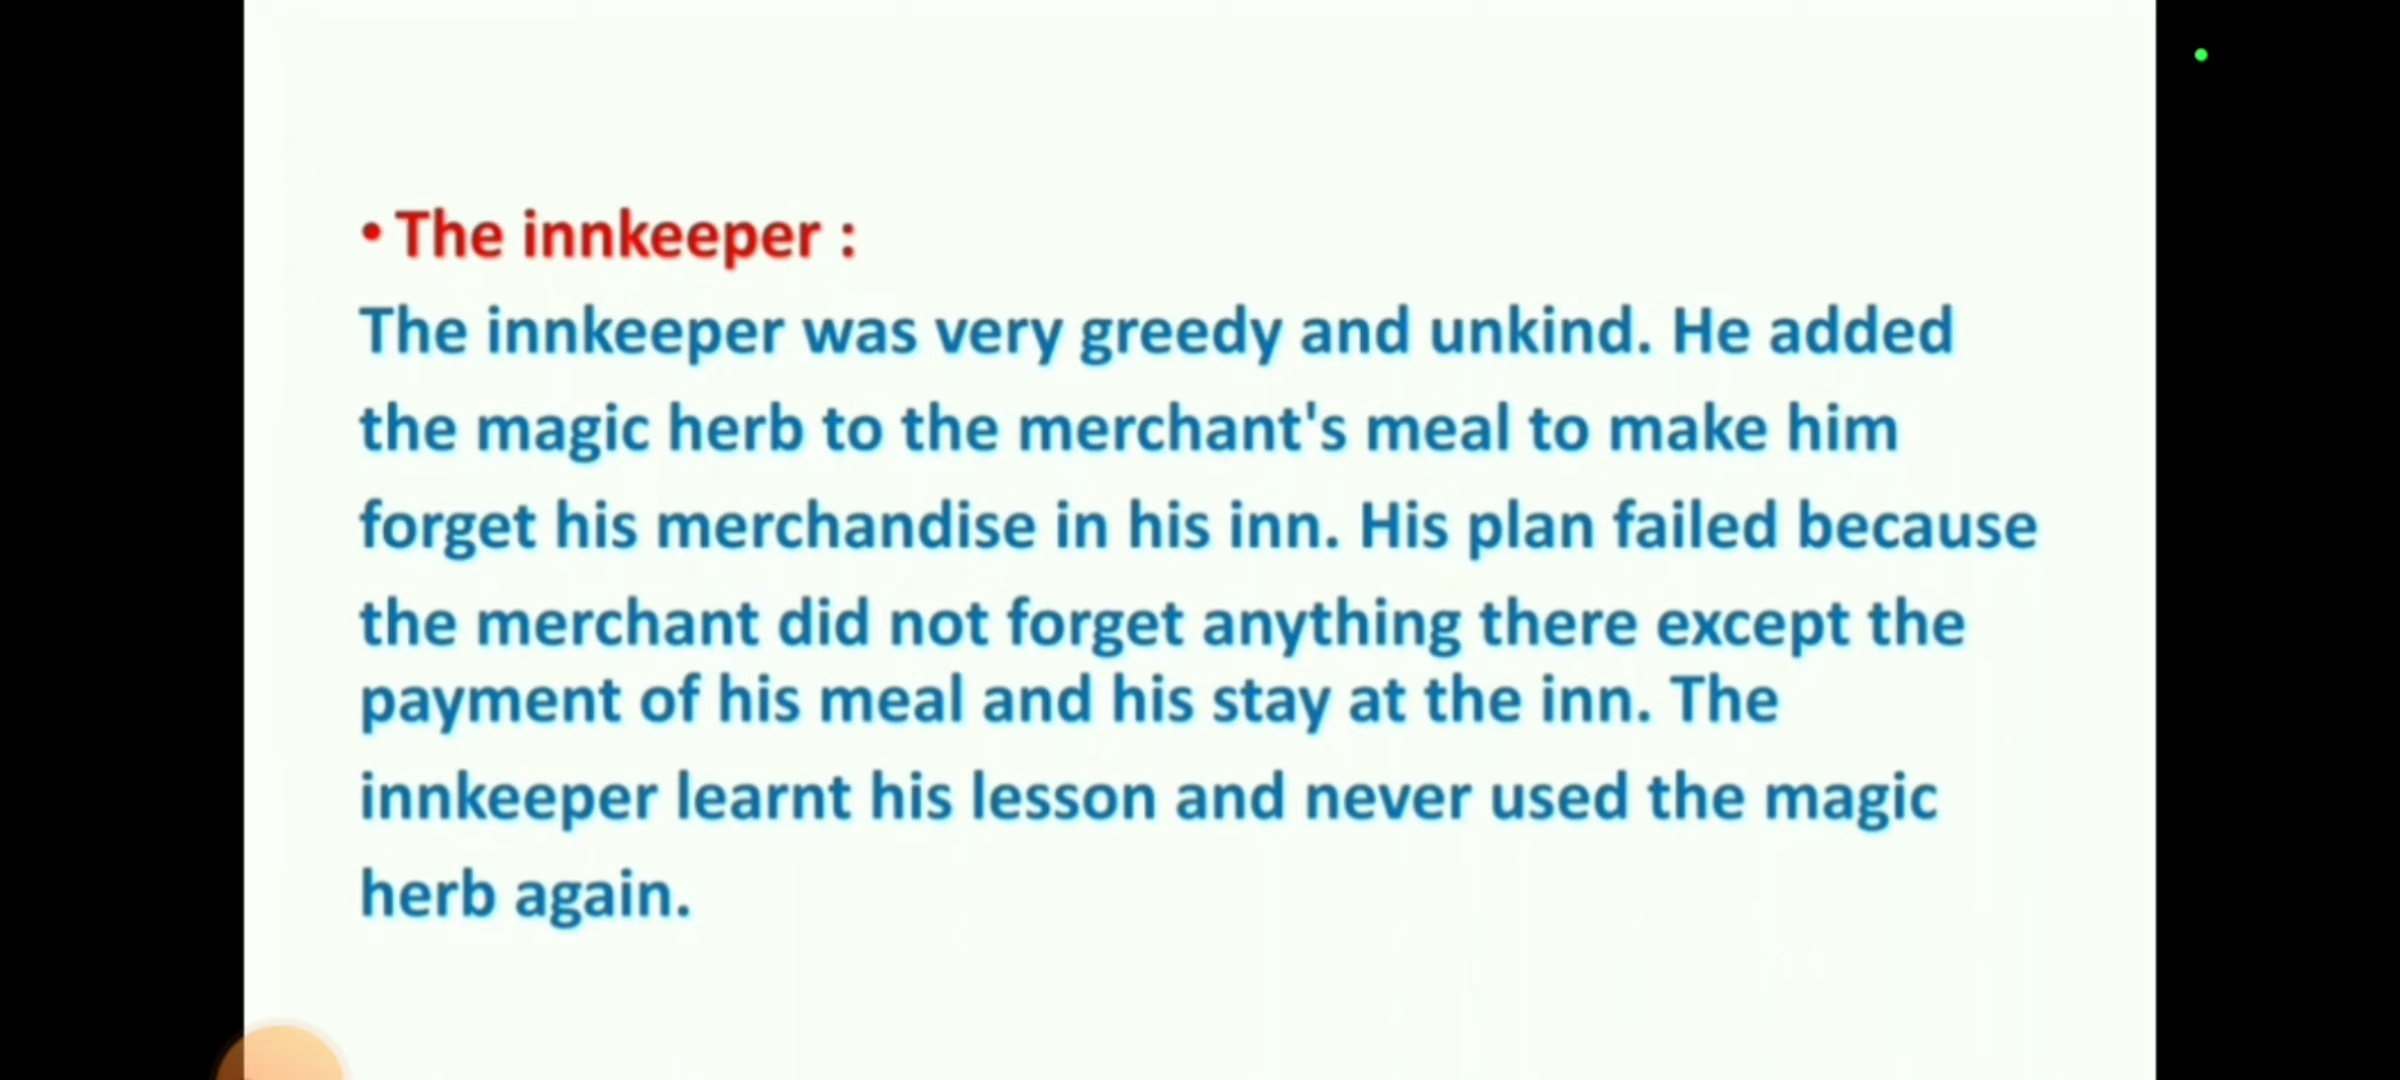 • The innkeeper :
The innkeeper was very greedy and unkind. He added
the magic herb to the merchant's meal to make him
forget his merchandise in his inn. His plan failed because
the merchant did not forget anything there except the
payment of his meal and his stay at the inn. The
innkeeper learnt his lesson and never used the magic
herb again.